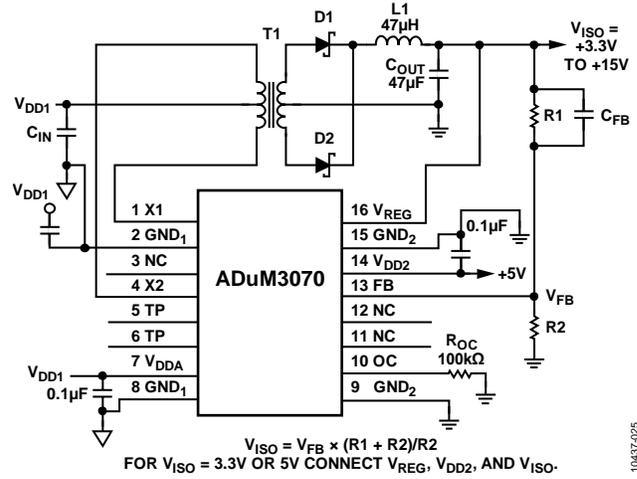 T1
D1
L1
47µH
C_OUT
47µF
V_ISO =
+3.3V
TO +15V
R1
C_FB
V_DD1
C_IN
D2
V_DD1
1 X1
2 GND_1
3 NC
4 X2
5 TP
6 TP
7 V_DDA
8 GND_1
ADuM3070
16 V_REG
15 GND_2
14 V_DD2
13 FB
12 NC
11 NC
10 OC
9 GND_2
0.1µF
+5V
V_FB
R2
R_OC
100kΩ
V_DD1
0.1µF
V_ISO = V_FB × (R1 + R2)/R2
FOR V_ISO = 3.3V OR 5V CONNECT V_REG, V_DD2, AND V_ISO.
10437-025